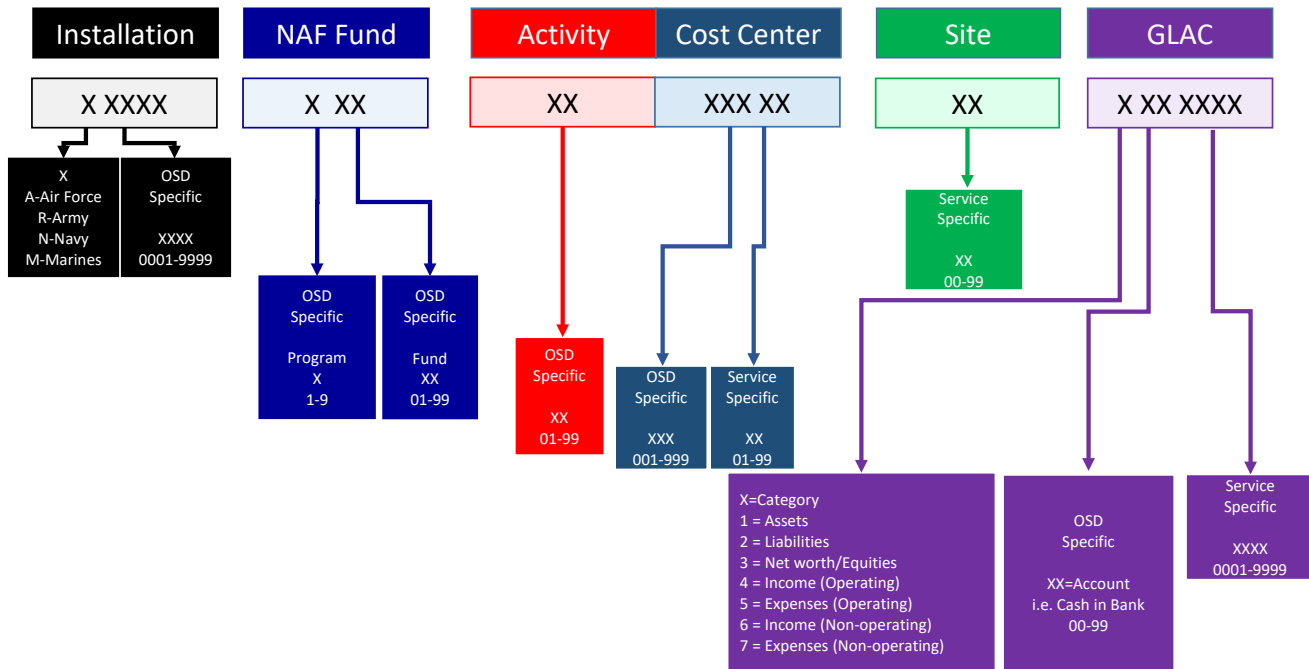 Installation
NAF Fund
Activity
Cost Center
Site
GLAC
X XXXX
X XX
XX
XXX XX
XX
X XX XXXX
X
A-Air Force
R-Army
N-Navy
M-Marines
OSD
Specific
XXXX
0001-9999
OSD
Specific
Program
X
1-9
OSD
Specific
Fund
XX
01-99
OSD
Specific
XX
01-99
OSD
Specific
XXX
001-999
Service
Specific
XX
01-99
Service
Specific
XX
00-99
X=Category
1 = Assets
2 = Liabilities
3 = Net worth/Equities
4 = Income (Operating)
5 = Expenses (Operating)
6 = Income (Non-operating)
7 = Expenses (Non-operating)
OSD
Specific
XX=Account
i.e. Cash in Bank
00-99
Service
Specific
XXXX
0001-9999